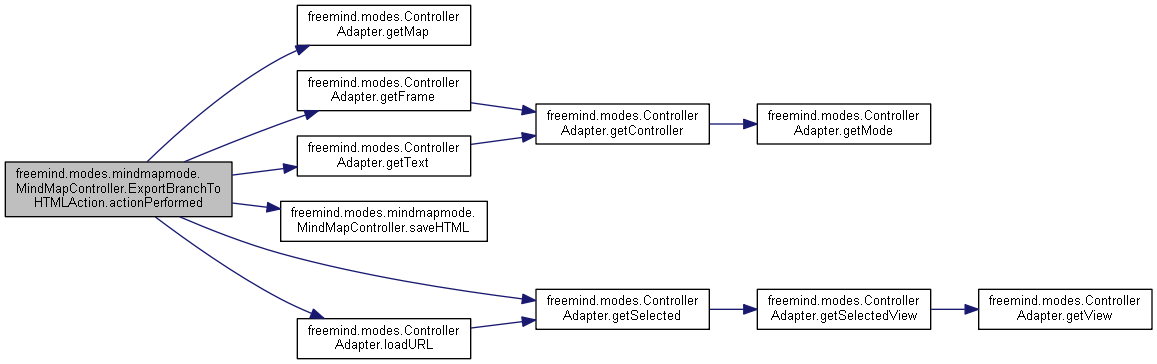 freemind.modes.Controller
Adapter.getMap
freemind.modes.Controller
Adapter.getFrame
freemind.modes.Controller
Adapter.getController
freemind.modes.Controller
Adapter.getMode
freemind.modes.Controller
Adapter.getText
freemind.modes.mindmapmode.
MindMapController.ExportBranchTo
HTMLAction.actionPerformed
freemind.modes.mindmapmode.
MindMapController.saveHTML
freemind.modes.Controller
Adapter.getSelected
freemind.modes.Controller
Adapter.getSelectedView
freemind.modes.Controller
Adapter.getView
freemind.modes.Controller
Adapter.loadURL